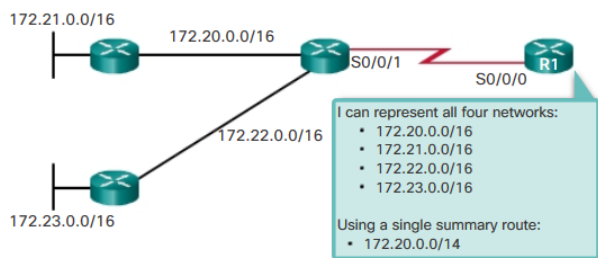 172.21.0.0/16
172.20.0.0/16
S0/0/1
R1
S0/0/0
172.22.0.0/16
172.23.0.0/16
I can represent all four networks:
• 172.20.0.0/16
• 172.21.0.0/16
• 172.22.0.0/16
• 172.23.0.0/16
Using a single summary route:
• 172.20.0.0/14